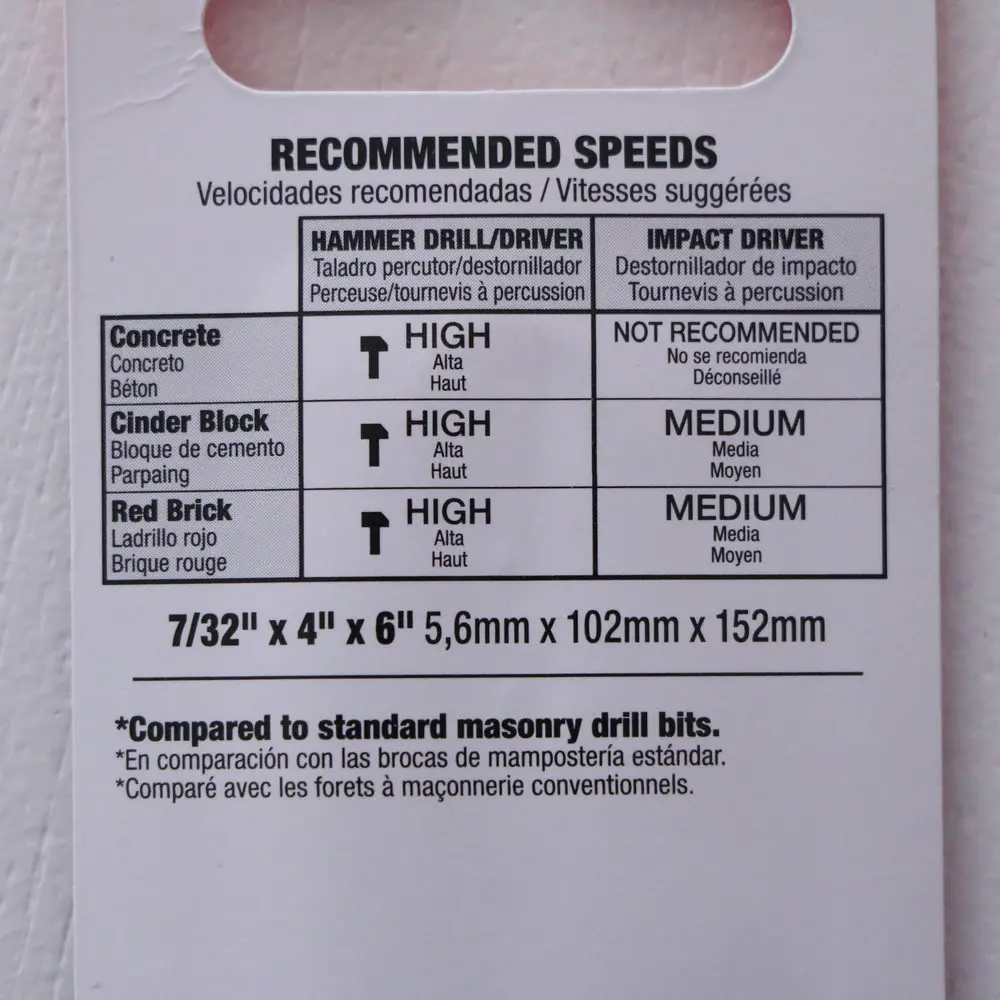 RECOMMENDED SPEEDS
Velocidades recomendadas / Vitesses suggérées
HAMMER DRILL/DRIVER
Taladro percutor/destornillador
Perceuse/tournevis à percussion
IMPACT DRIVER
Destornillador de impacto
Tournevis à percussion
Concrete
Concreto
Béton
HIGH
Alta
Haut
NOT RECOMMENDED
No se recomienda
Déconseillé
Cinder Block
Bloque de cemento
Parpaing
HIGH
Alta
Haut
MEDIUM
Media
Moyen
Red Brick
Ladrillo rojo
Brique rouge
HIGH
Alta
Haut
MEDIUM
Media
Moyen
7/32" x 4" x 6" 5,6mm x 102mm x 152mm
*Compared to standard masonry drill bits.
*En comparación con las brocas de mampostería estándar.
*Comparé avec les forets à maçonnerie conventionnels.